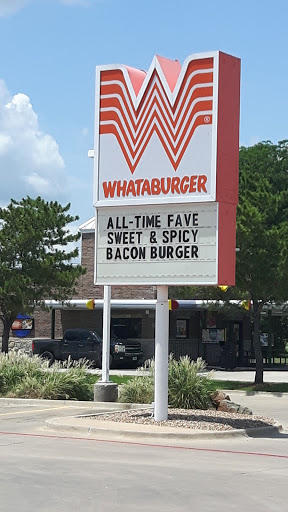 WHATABURGER
®
ALL-TIME FAVE
SWEET & SPICY
BACON BURGER